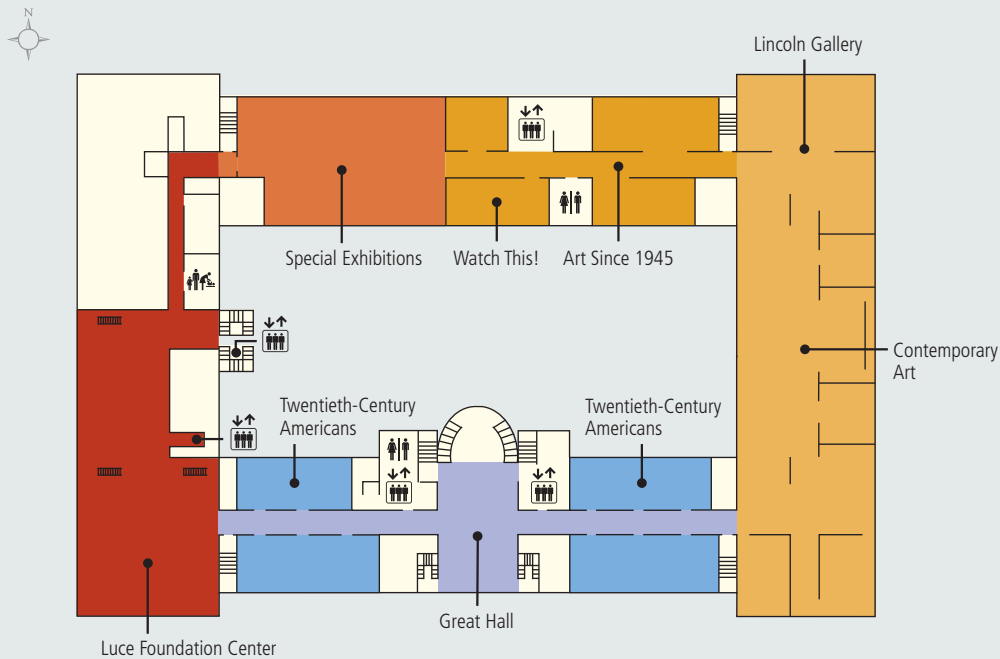 N
Lincoln Gallery
Special Exhibitions
Watch This!
Art Since 1945
Contemporary
Art
Twentieth-Century
Americans
Twentieth-Century
Americans
Great Hall
Luce Foundation Center